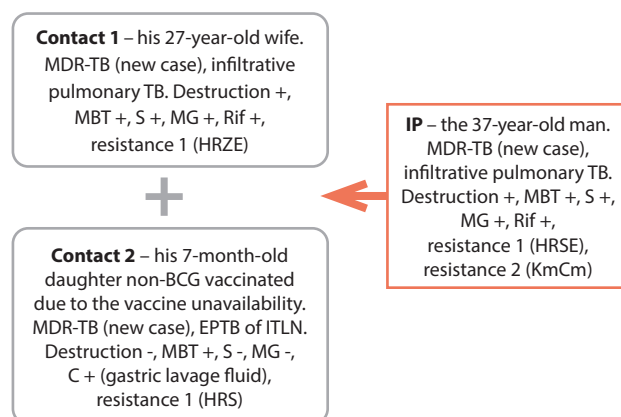 Contact 1 – his 27-year-old wife.
MDR-TB (new case), infiltrative
pulmonary TB. Destruction +,
MBT +, S +, MG +, Rif +,
resistance 1 (HRZE)
+
Contact 2 – his 7-month-old
daughter non-BCG vaccinated
due to the vaccine unavailability.
MDR-TB (new case), EPTB of ITLN.
Destruction -, MBT +, S -, MG -,
C + (gastric lavage fluid),
resistance 1 (HRS)
IP – the 37-year-old man.
MDR-TB (new case),
infiltrative pulmonary TB.
Destruction +, MBT +, S +,
MG +, Rif +,
resistance 1 (HRSE),
resistance 2 (KmCm)